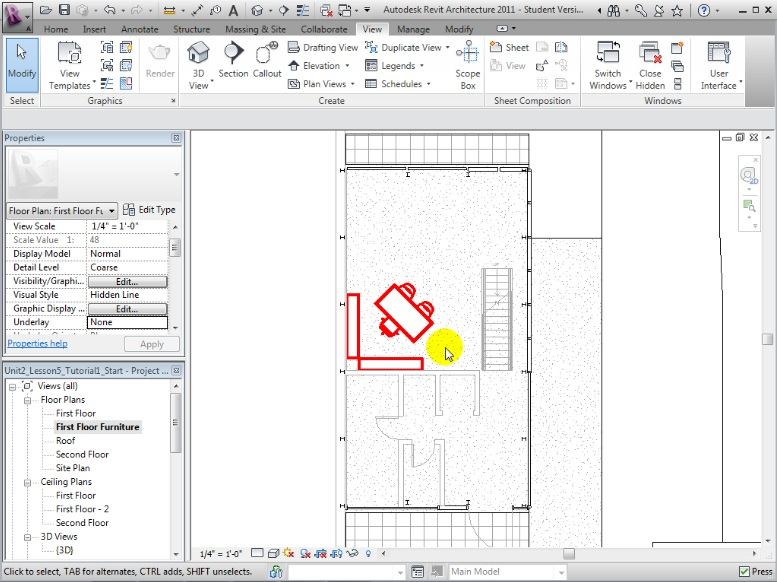 Autodesk Revit Architecture 2011 - Student Versi...
Home Insert Annotate Structure Massing & Site Collaborate View Manage Modify
Modify
View
Templates
Render
3D
View
Section
Callout
Drafting View
Elevation
Plan Views
Duplicate View
Legends
Schedules
Scope
Box
Sheet
View
Switch
Windows
Close
Hidden
User
Interface
Select Graphics Create Sheet Composition Windows
Properties
Floor Plan: First Floor Fu
Edit Type
View Scale 1/4" = 1'-0"
Scale Value 1: 48
Display Model Normal
Detail Level Coarse
Visibility/Graphi... Edit...
Visual Style Hidden Line
Graphic Display ... Edit...
Underlay None
Properties help Apply
Unit2_Lesson5_Tutorial1_Start - Project ...
Views (all)
Floor Plans
First Floor
First Floor Furniture
Roof
Second Floor
Site Plan
Ceiling Plans
First Floor
First Floor - 2
Second Floor
3D Views
{3D}
2D
1/4" = 1'-0"
Click to select, TAB for alternates, CTRL adds, SHIFT unselects.
Main Model
Press